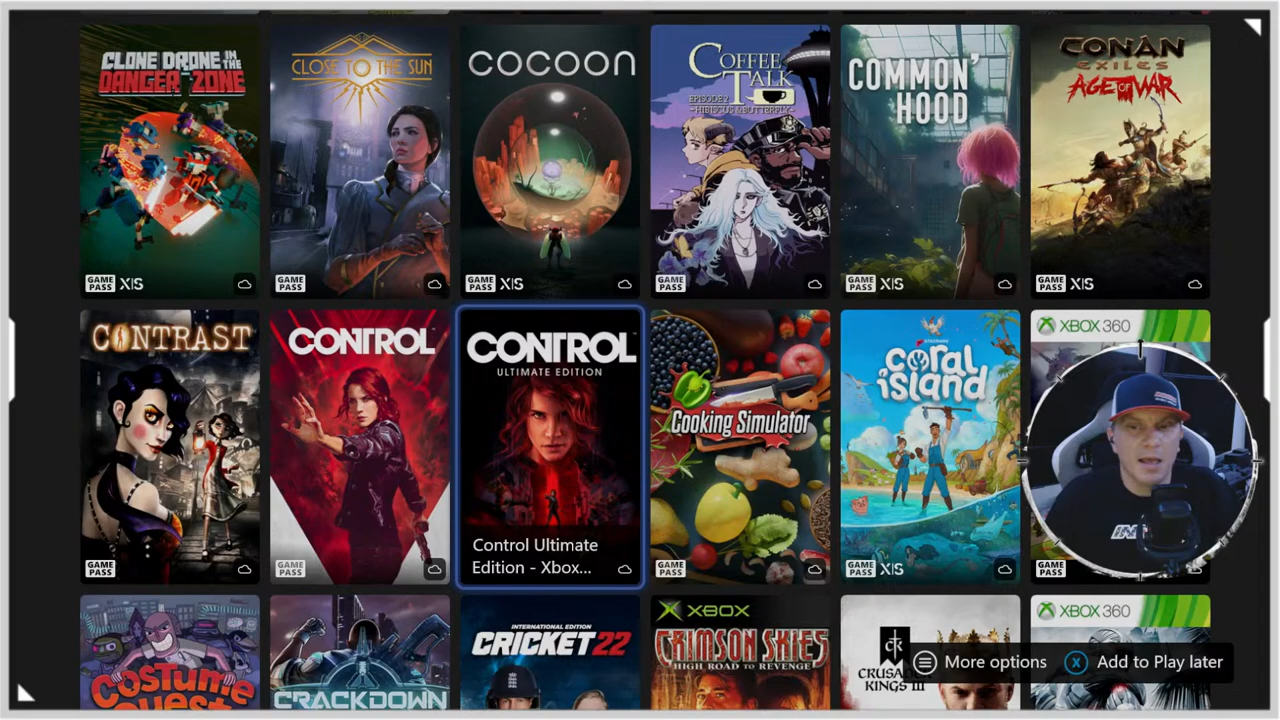 CLONE DRONE IN THE
DANGER-ZONE
GAME PASS X|S
CLOSE TO THE SUN
GAME PASS
COCOON
GAME PASS X|S
COFFEE TALK
EPISODE 2
-HIBISCUS & BUTTERFLY-
GAME PASS
COMMON'
HOOD
GAME PASS X|S
CONAN
EXILES
AGE OF WAR
GAME PASS X|S
CONTRAST
GAME PASS
CONTROL
GAME PASS
CONTROL
ULTIMATE EDITION
Control Ultimate
Edition - Xbox...
Cooking Simulator
GAME PASS
coral
island
GAME PASS X|S
XBOX 360
GAME PASS
COSTUME
QUEST
CRACKDOWN
INTERNATIONAL EDITION
CRICKET 22
XBOX
CRIMSON SKIES
HIGH ROAD TO REVENGE
CRUSADER
KINGS III
XBOX 360
More options
X Add to Play later